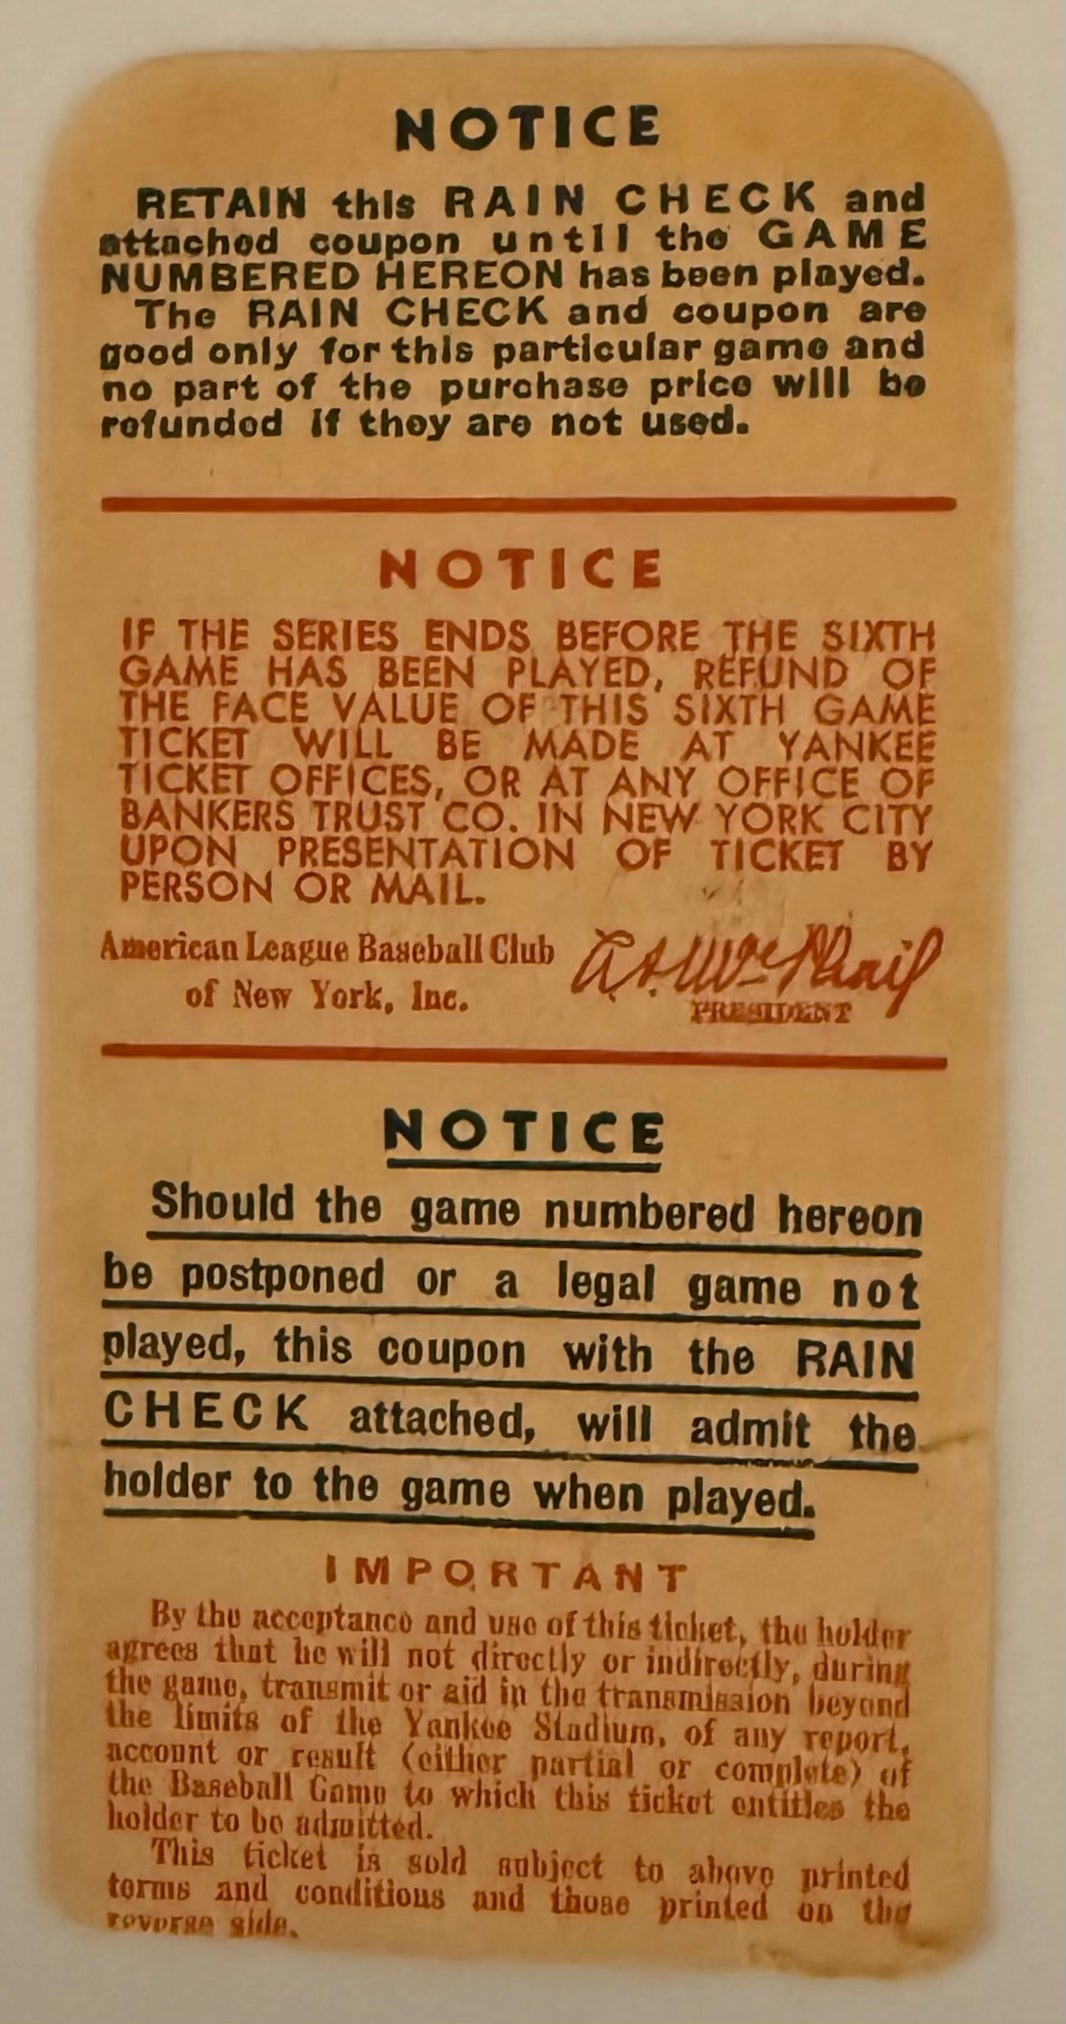 NOTICE
RETAIN this RAIN CHECK and
attached coupon until the GAME
NUMBERED HEREON has been played.
The RAIN CHECK and coupon are
good only for this particular game and
no part of the purchase price will be
refunded if they are not used.
NOTICE
IF THE SERIES ENDS BEFORE THE SIXTH
GAME HAS BEEN PLAYED, REFUND OF
THE FACE VALUE OF THIS SIXTH GAME
TICKET WILL BE MADE AT YANKEE
TICKET OFFICES, OR AT ANY OFFICE OF
BANKERS TRUST CO. IN NEW YORK CITY
UPON PRESENTATION OF TICKET BY
PERSON OR MAIL.
American League Baseball Club
of New York, Inc.
PRESIDENT
NOTICE
Should the game numbered hereon
be postponed or a legal game not
played, this coupon with the RAIN
CHECK attached, will admit the
holder to the game when played.
IMPORTANT
By the acceptance and use of this ticket, the holder
agrees that he will not directly or indirectly, during
the game, transmit or aid in the transmission beyond
the limits of the Yankee Stadium, of any report,
account or result (either partial or complete) of
the Baseball Game to which this ticket entitles the
holder to be admitted.
This ticket is sold subject to above printed
terms and conditions and those printed on the
reverse side.